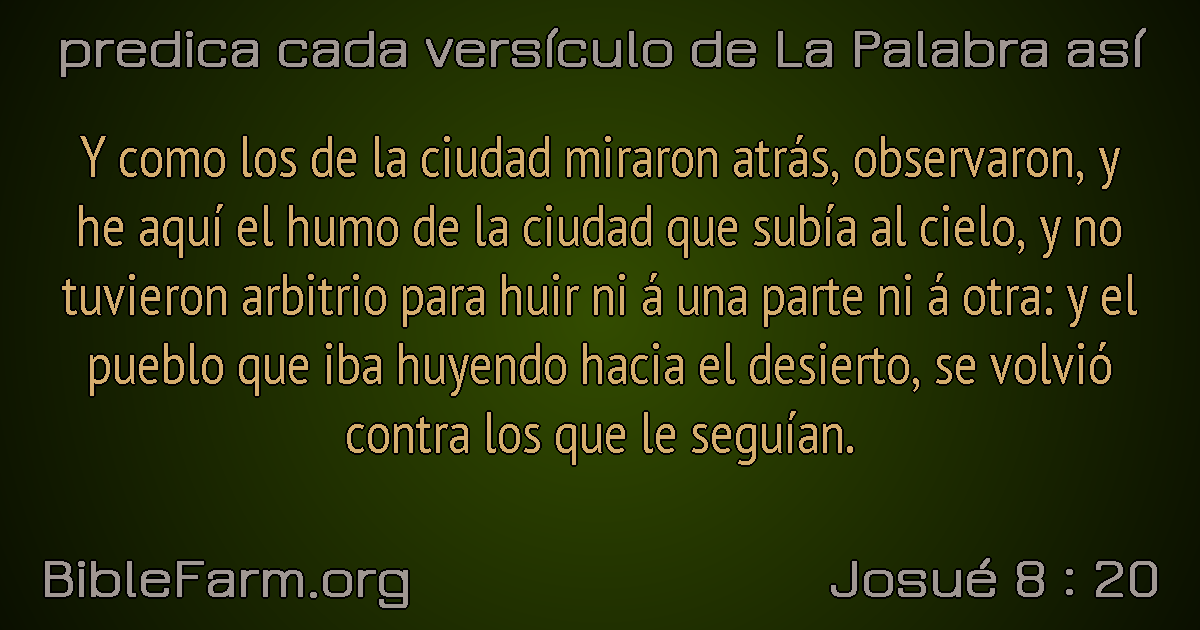 predica cada versículo de La Palabra así
Y como los de la ciudad miraron atrás, observaron, y
he aquí el humo de la ciudad que subía al cielo, y no
tuvieron arbitrio para huir ni á una parte ni á otra: y el
pueblo que iba huyendo hacia el desierto, se volvió
contra los que le seguían.
BibleFarm.org
Josué 8 : 20